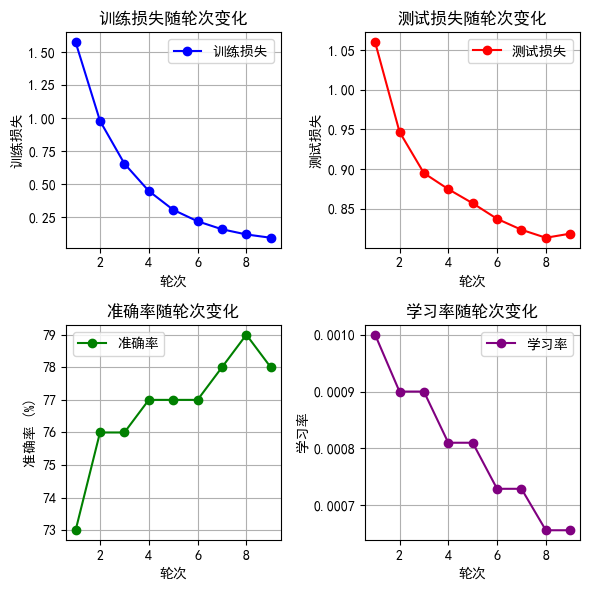 训练损失随轮次变化
训练损失
1.50
1.25
1.00
0.75
0.50
0.25
训练损失
2 4 6 8
轮次
测试损失随轮次变化
测试损失
1.05
1.00
0.95
0.90
0.85
测试损失
2 4 6 8
轮次
准确率随轮次变化
准确率
79
78
77
76
75
74
73
准确率 (%)
2 4 6 8
轮次
学习率随轮次变化
学习率
0.0010
0.0009
0.0008
0.0007
学习率
2 4 6 8
轮次